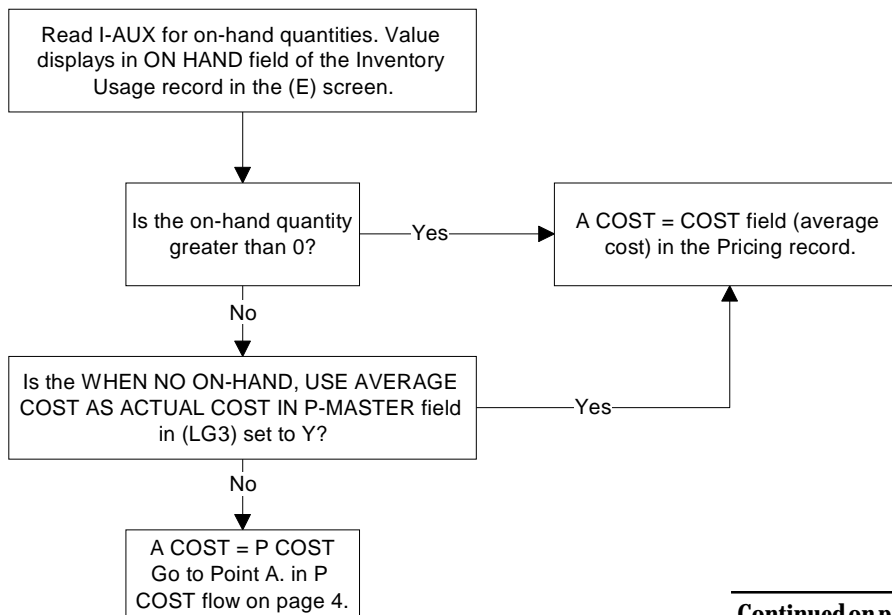 Read I-AUX for on-hand quantities. Value
displays in ON HAND field of the Inventory
Usage record in the (E) screen.
Is the on-hand quantity
greater than 0?
Yes
A COST = COST field (average
cost) in the Pricing record.
No
Is the WHEN NO ON-HAND, USE AVERAGE
COST AS ACTUAL COST IN P-MASTER field
in (LG3) set to Y?
Yes
No
A COST = P COST
Go to Point A. in P
COST flow on page 4.
Continued on p